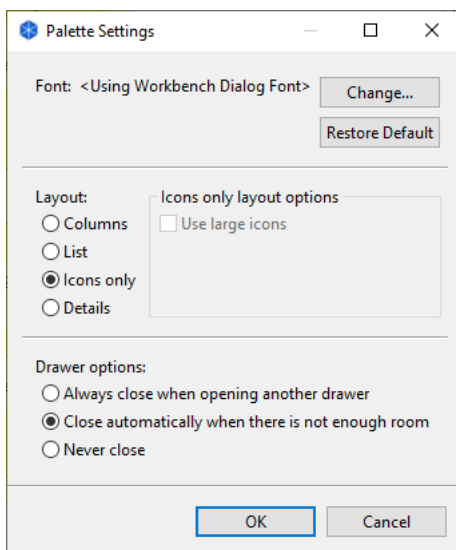 Palette Settings
Font: <Using Workbench Dialog Font>
Change...
Restore Default
Layout:
Icons only layout options
Columns
Use large icons
List
Icons only
Details
Drawer options:
Always close when opening another drawer
Close automatically when there is not enough room
Never close
OK
Cancel